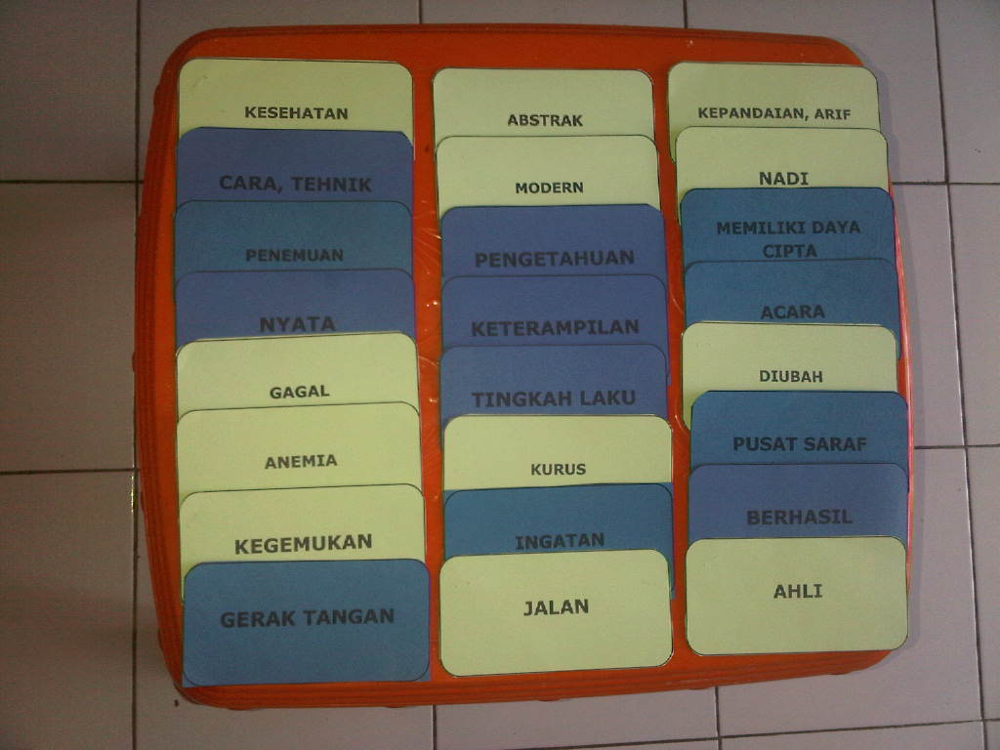 KESEHATAN
CARA, TEHNIK
PENEMUAN
NYATA
GAGAL
ANEMIA
KEGEMUKAN
GERAK TANGAN
ABSTRAK
MODERN
PENGETAHUAN
KETERAMPILAN
TINGKAH LAKU
KURUS
INGATAN
JALAN
KEPANDAIAN, ARIF
NADI
MEMILIKI DAYA
CIPTA
ACARA
DIUBAH
PUSAT SARAF
BERHASIL
AHLI